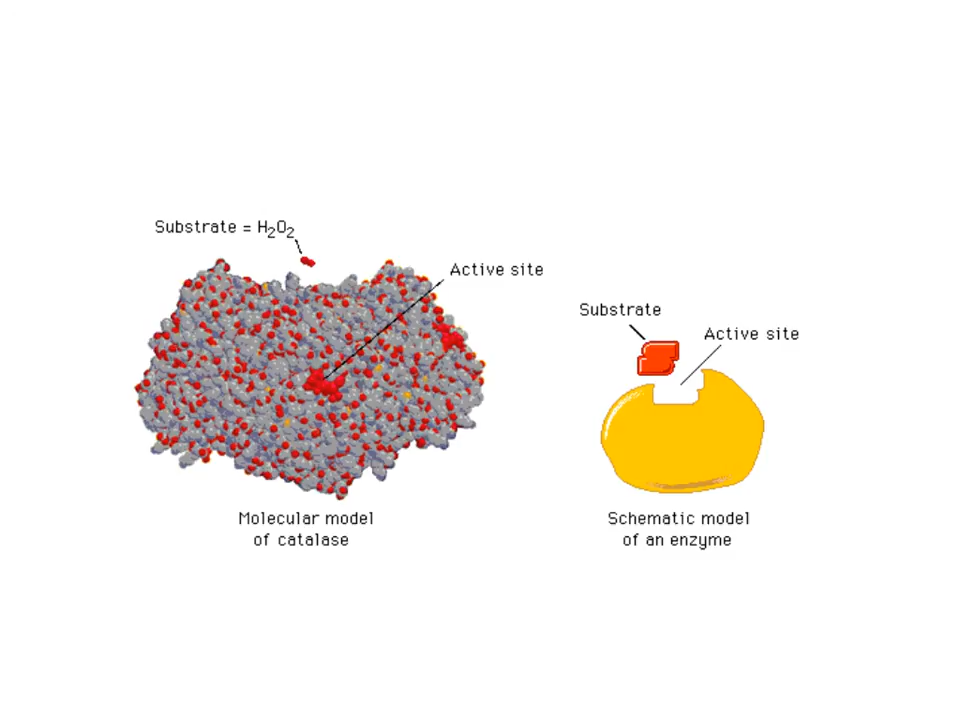 Substrate = H₂O₂
Active site
Substrate
Active site
Molecular model
of catalase
Schematic model
of an enzyme